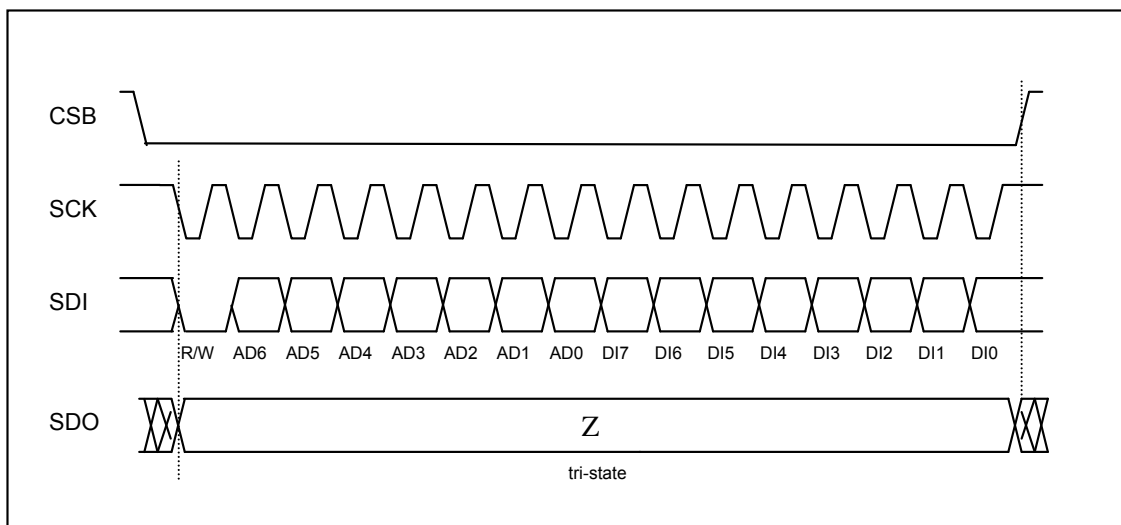 CSB
SCK
SDI
R/W AD6 AD5 AD4 AD3 AD2 AD1 AD0 DI7 DI6 DI5 DI4 DI3 DI2 DI1 DI0
SDO
Z
tri-state